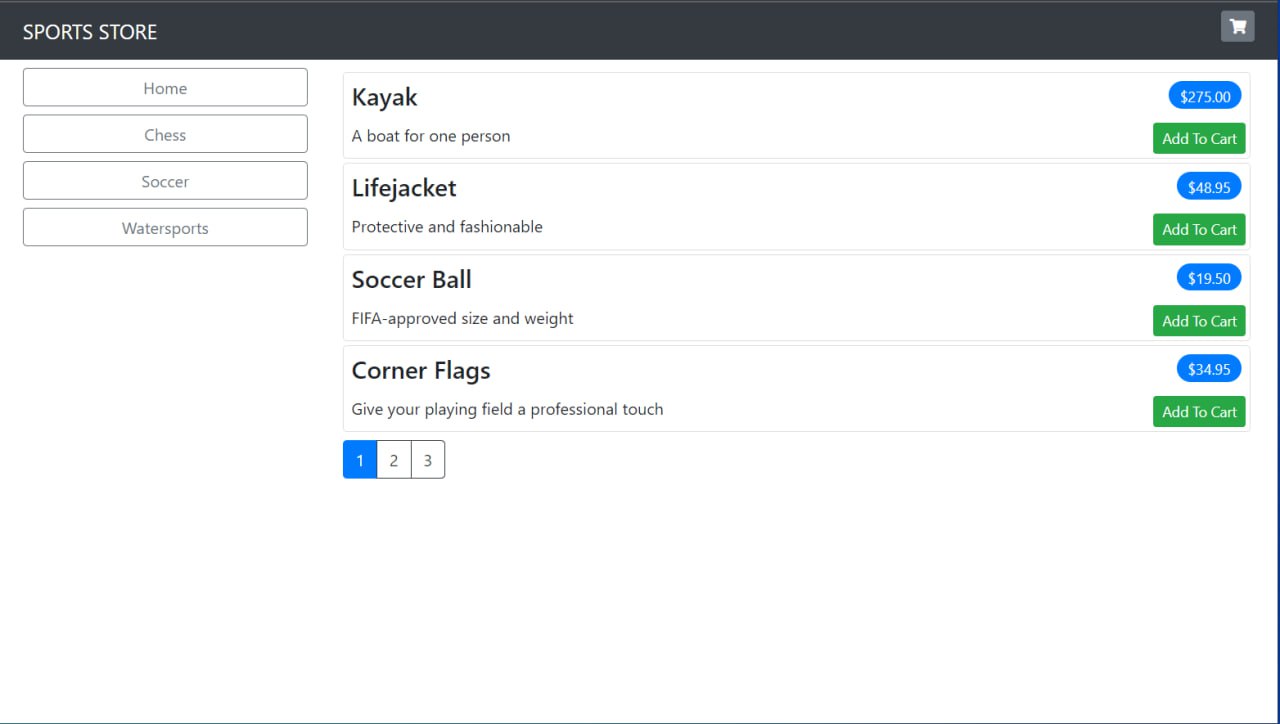 SPORTS STORE
Home
Chess
Soccer
Watersports
Kayak
$275.00
A boat for one person
Add To Cart
Lifejacket
$48.95
Protective and fashionable
Add To Cart
Soccer Ball
$19.50
FIFA-approved size and weight
Add To Cart
Corner Flags
$34.95
Give your playing field a professional touch
Add To Cart
1 2 3